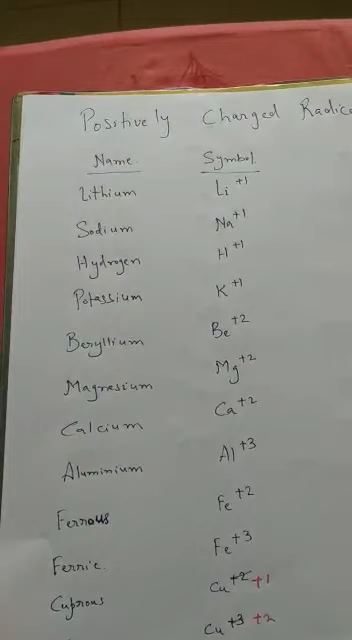 Positively Charged Radica
Name Symbol
Lithium Li +1
Sodium Na +1
Hydrogen H +1
Potassium K +1
Beryllium Be +2
Magnesium Mg +2
Calcium Ca +2
Aluminium Al +3
Ferrous Fe +2
Ferric. Fe +3
Cuprous Cu +2 +1
Cu +3 +2